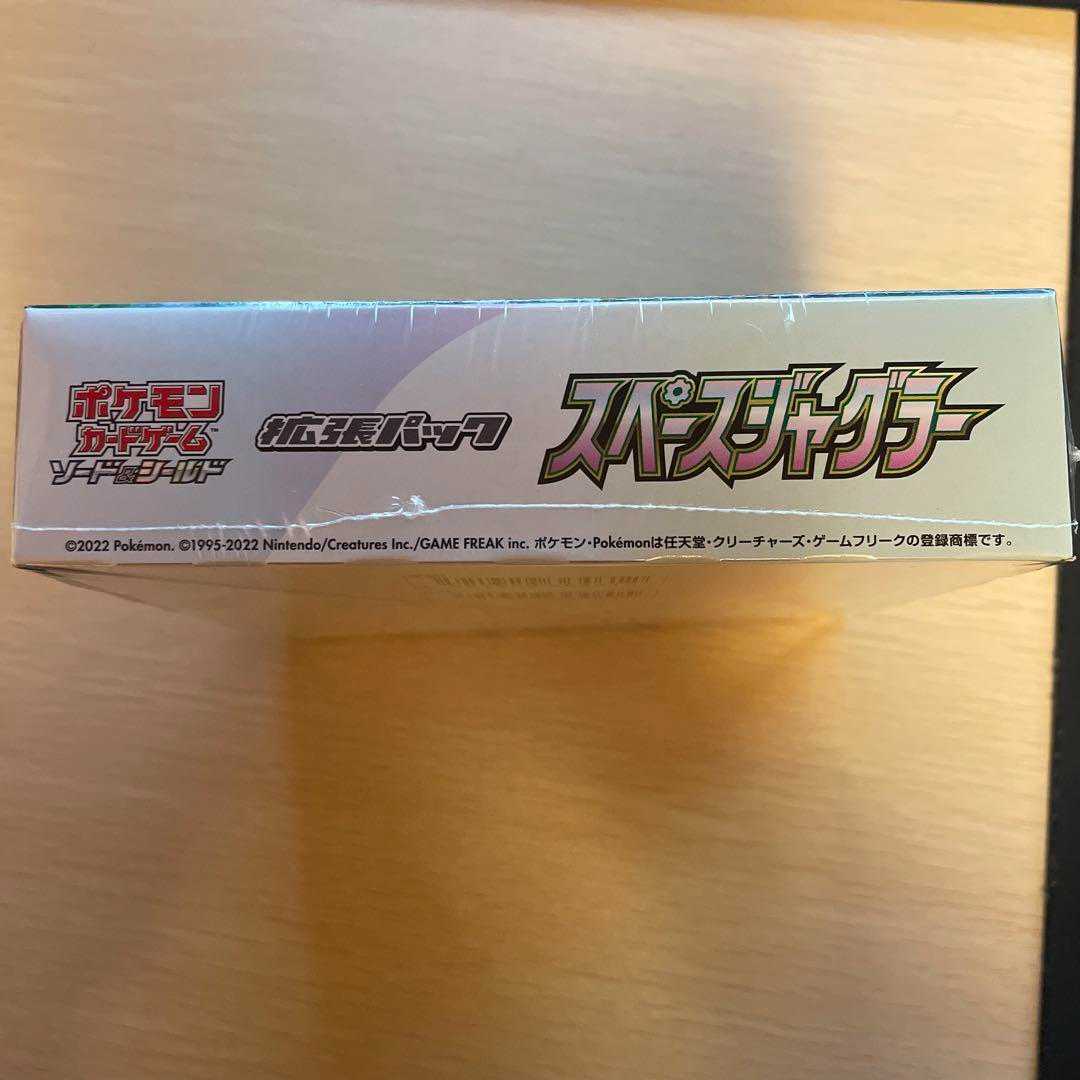 ポケモン
カードゲーム™
ソード&シールド
拡張パック
スペースジャグラー
©2022 Pokémon. ©1995-2022 Nintendo/Creatures Inc./GAME FREAK inc. ポケモン・Pokémonは任天堂・クリーチャーズ・ゲームフリークの登録商標です。